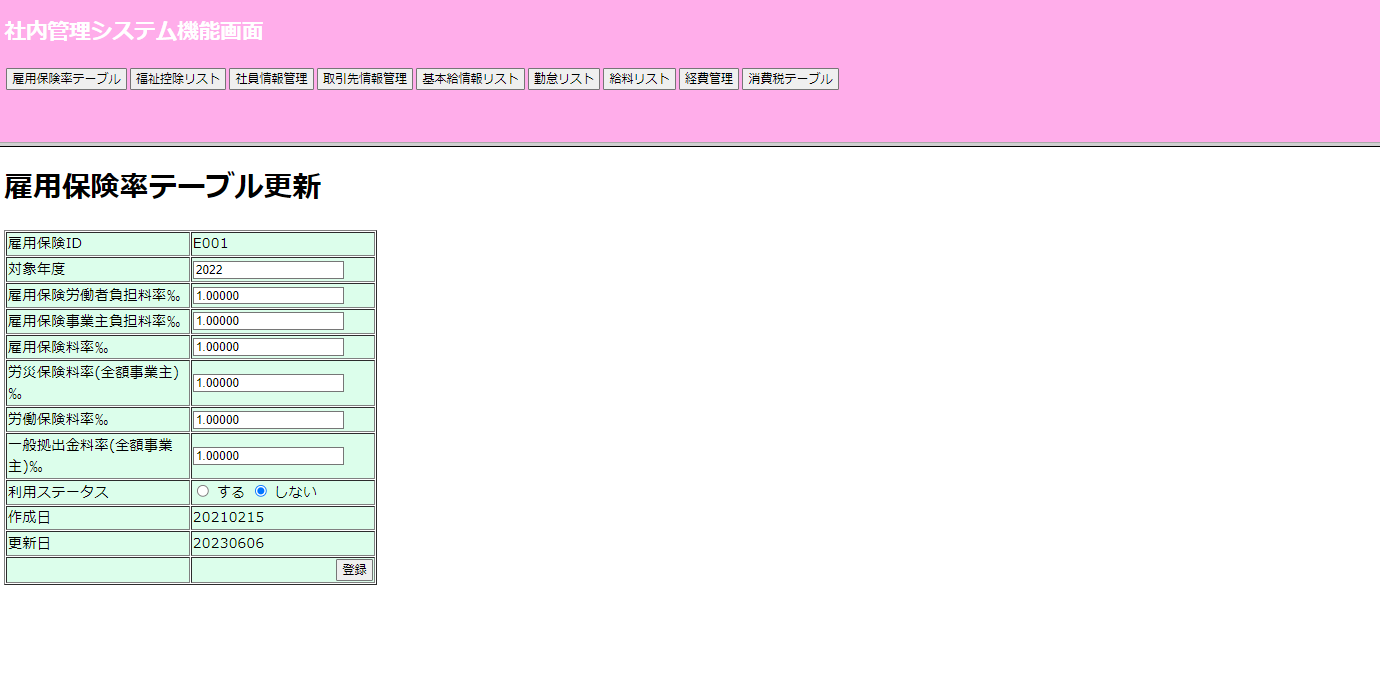 社内管理システム機能画面
雇用保険率テーブル 福祉控除リスト 社員情報管理 取引先情報管理 基本給情報リスト 勤怠リスト 給料リスト 経費管理 消費税テーブル
雇用保険率テーブル更新
雇用保険ID E001
対象年度 2022
雇用保険労働者負担料率‰ 1.00000
雇用保険事業主負担料率‰ 1.00000
雇用保険料率‰ 1.00000
労災保険料率(全額事業主)
‰ 1.00000
労働保険料率‰ 1.00000
一般拠出金料率(全額事業
主)‰ 1.00000
利用ステータス する しない
作成日 20210215
更新日 20230606
登録